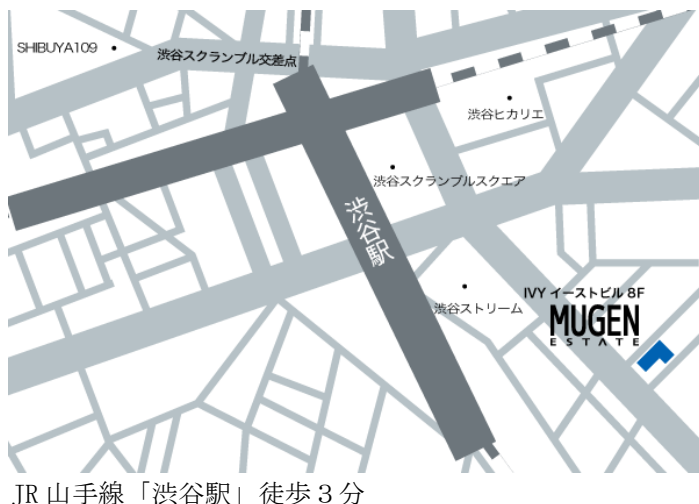 SHIBUYA109
渋谷スクランブル交差点
渋谷ヒカリエ
渋谷スクランブルスクエア
渋谷駅
渋谷ストリーム
IVY イーストビル 8F
MUGEN
ESTATE
JR 山手線「渋谷駅」徒歩３分